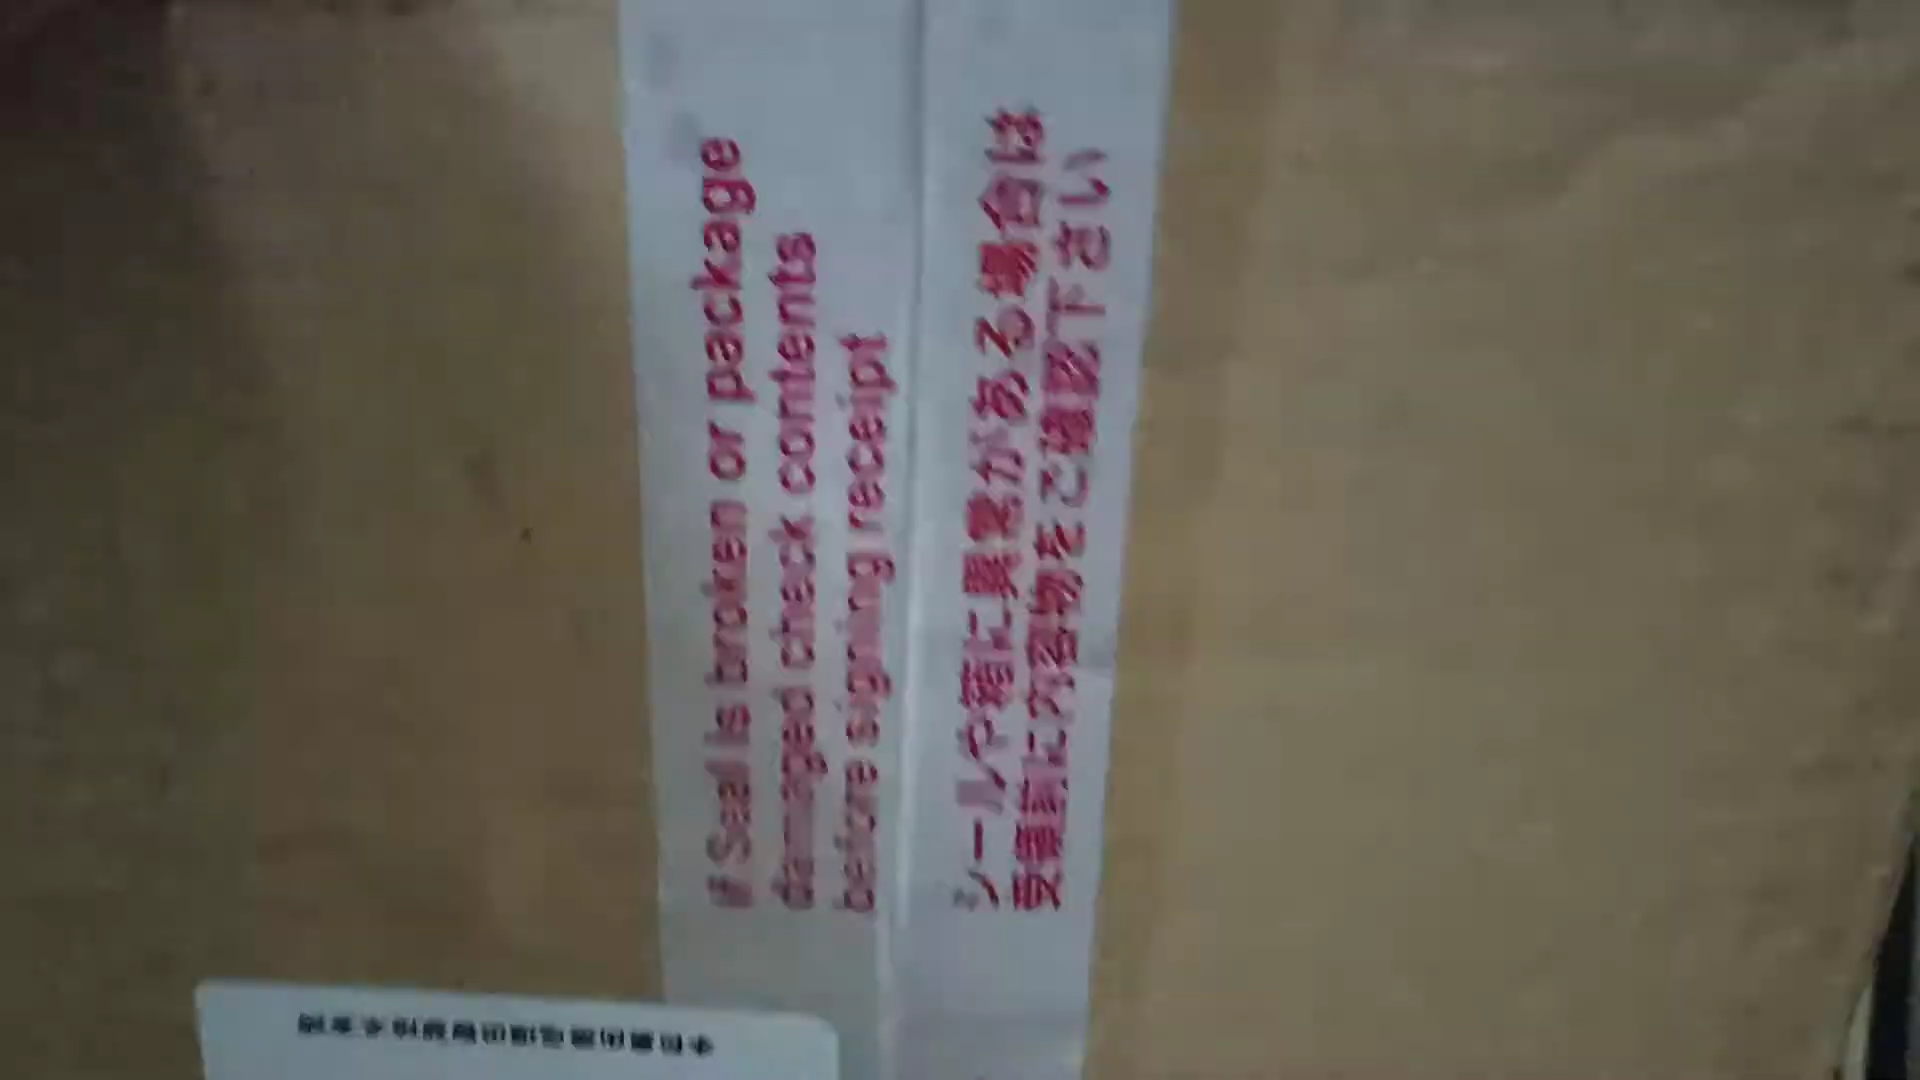 If Seal is broken or package
damaged check contents
before signing receipt
シールや箱に異常がある場合は
受領前に内容物をご確認下さい